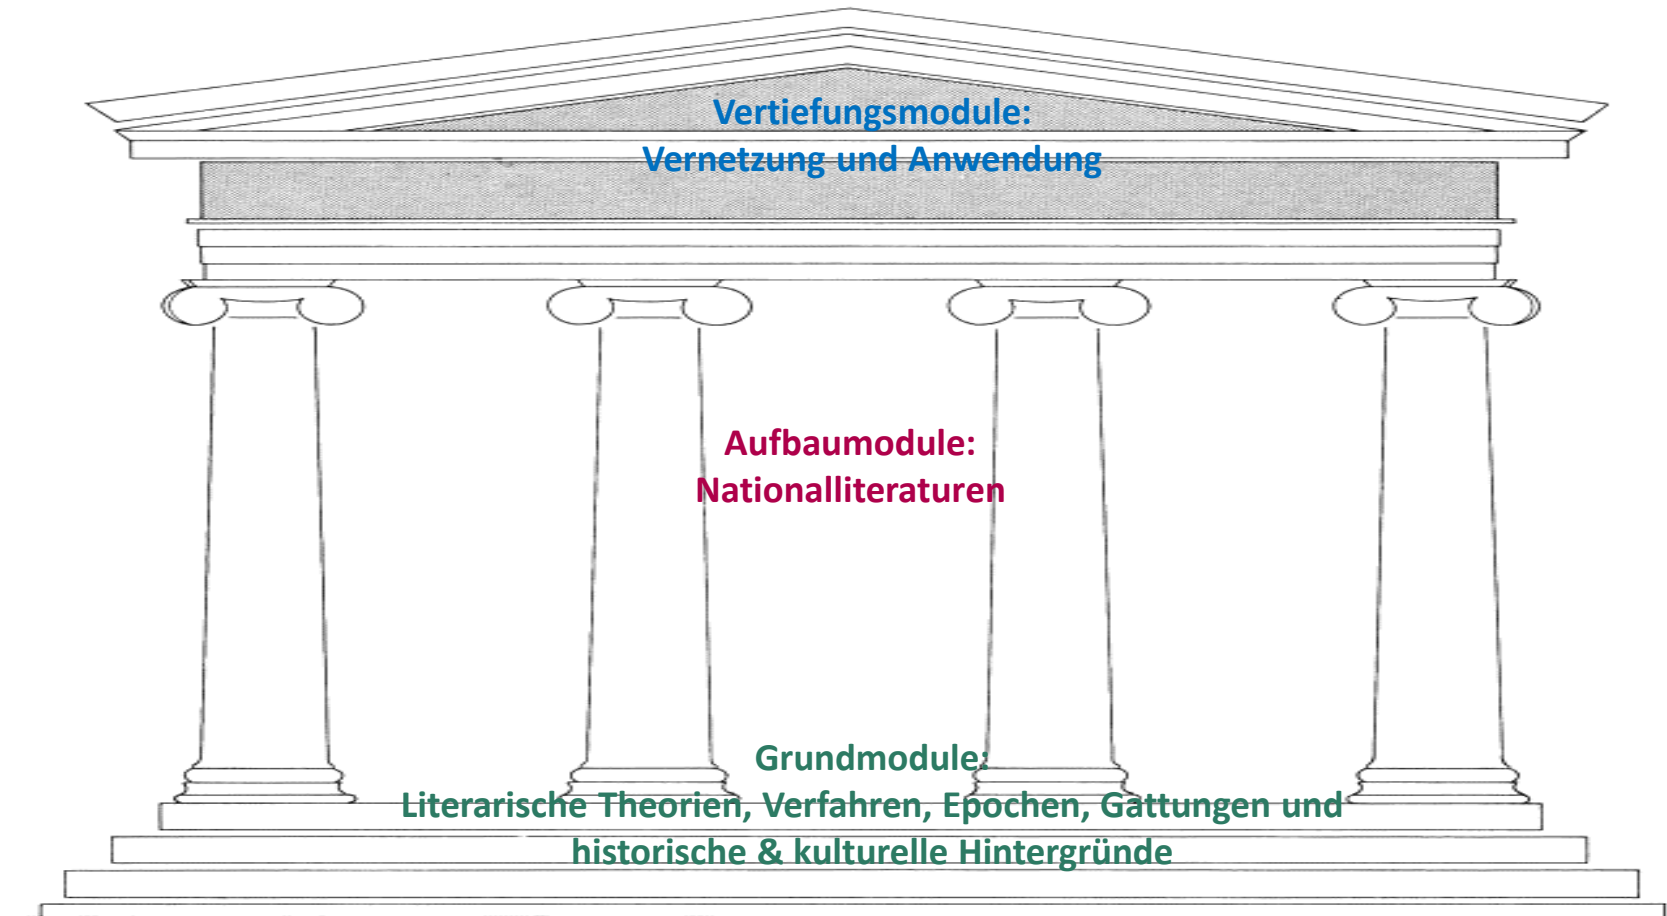 Vertiefungsmodule:
Vernetzung und Anwendung
Aufbaumodule:
Nationalliteraturen
Grundmodule:
Literarische Theorien, Verfahren, Epochen, Gattungen und
historische & kulturelle Hintergründe